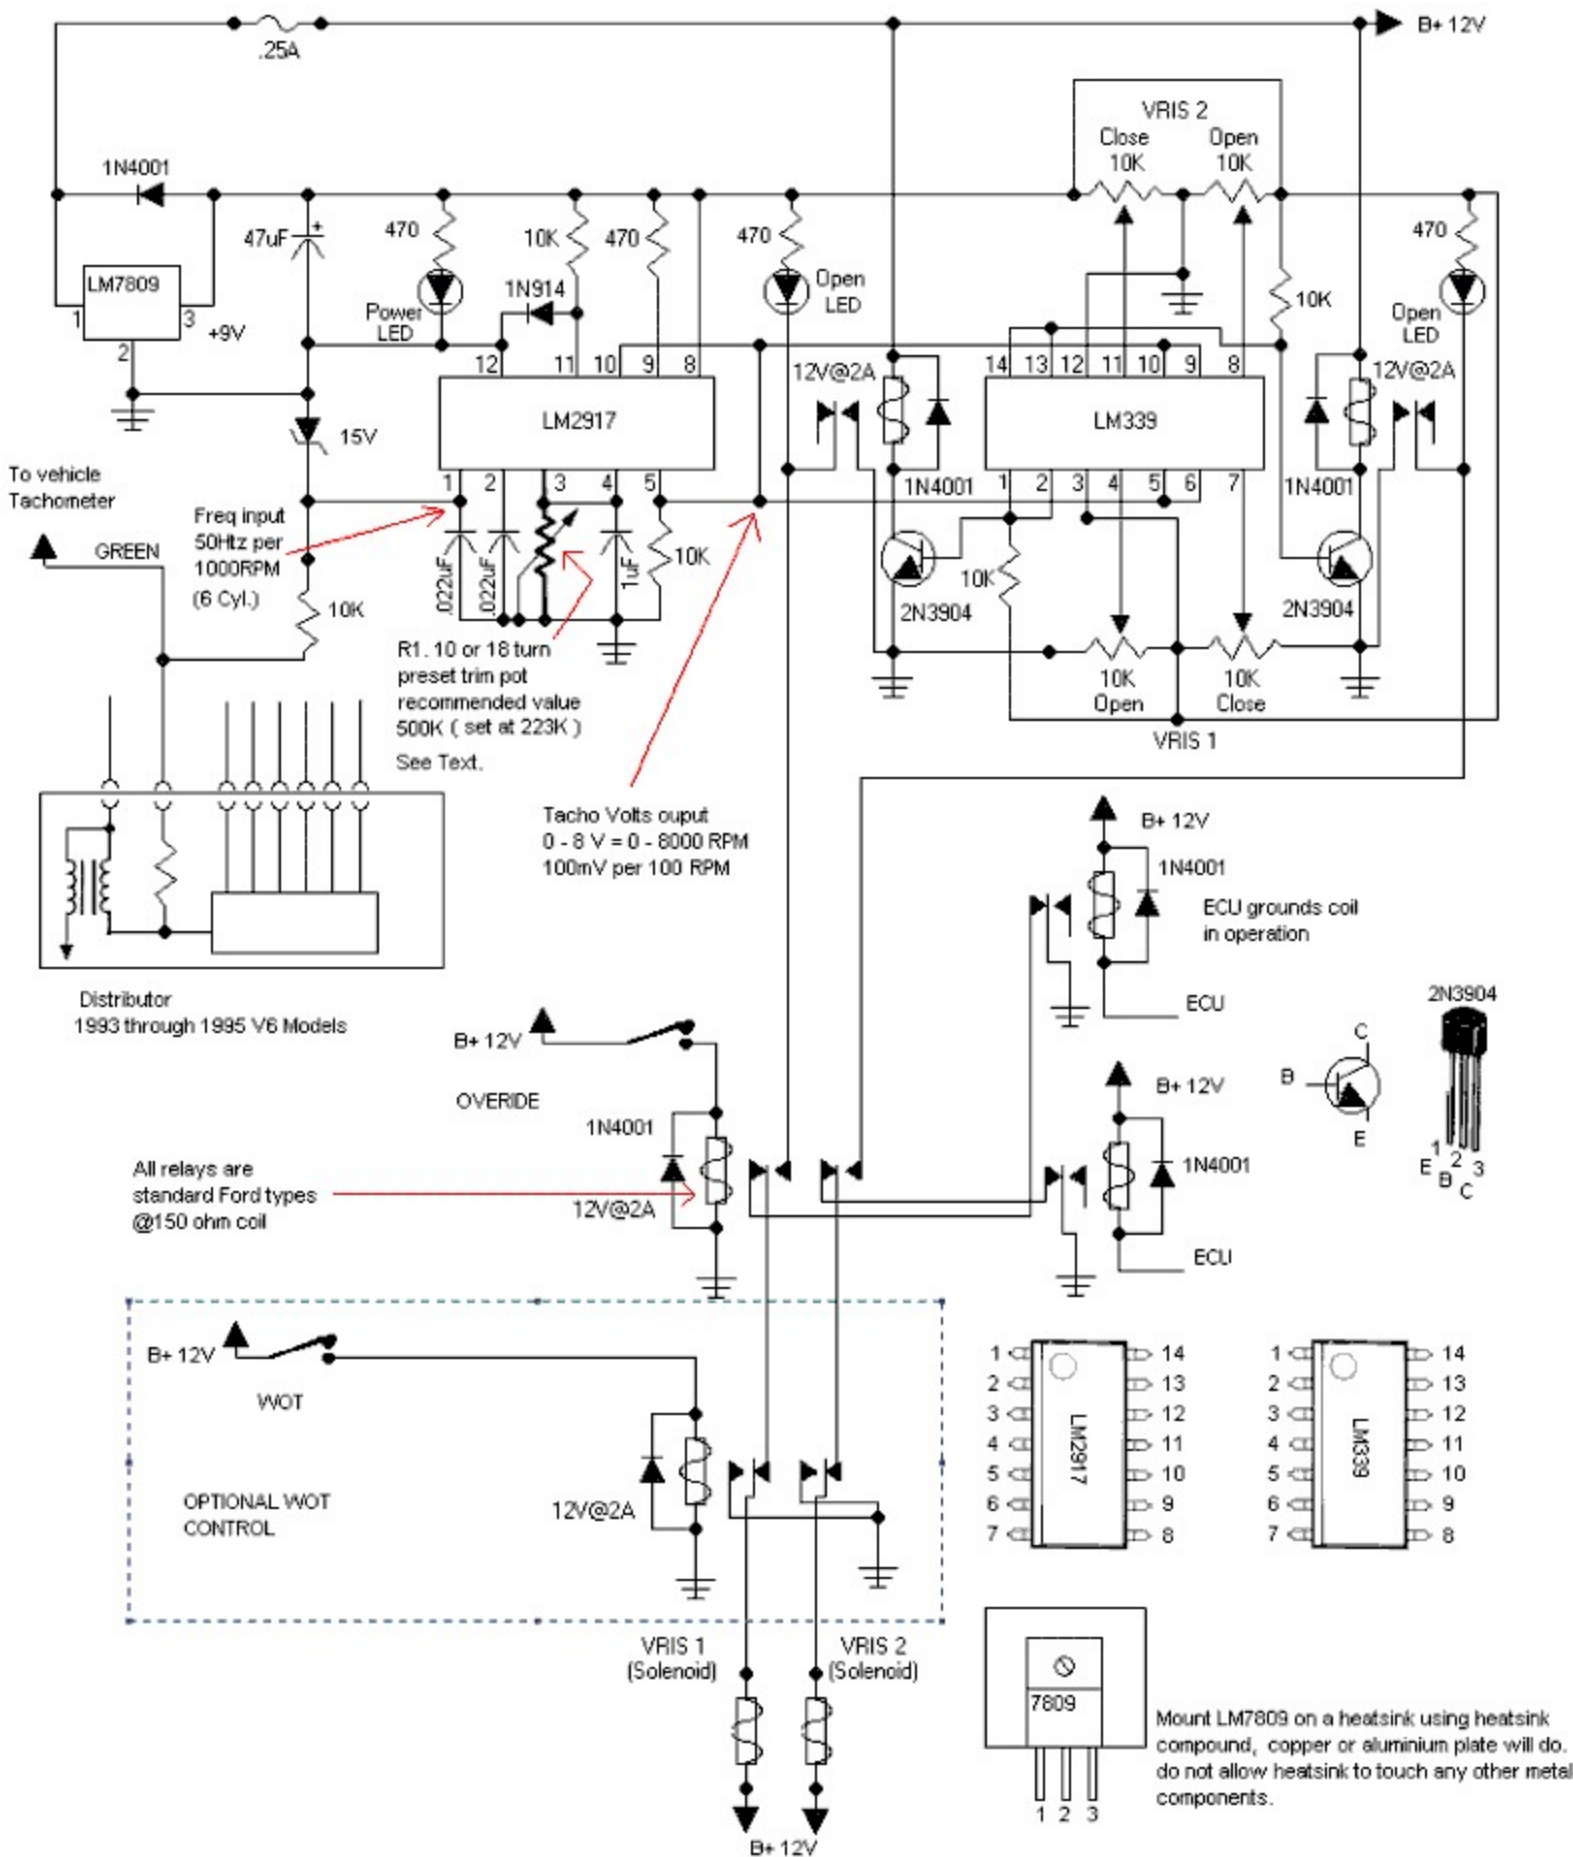 B+ 12V
.25A
VRIS 2
Close
Open
10K
10K
1N4001
47uF
+
470
10K
470
470
470
LM7809
1
2
3
+9V
1N914
Power
LED
Open
LED
10K
Open
LED
12
11
10
9
8
12V@2A
14
13
12
11
10
9
8
12V@2A
LM2917
LM339
15V
1
2
3
4
5
1N4001
1
2
3
4
5
6
7
1N4001
To vehicle
Tachometer
GREEN
Freq input
50Htz per
1000RPM
(6 Cyl.)
10K
.022uF
.022uF
1uF
10K
10K
2N3904
2N3904
R1. 10 or 18 turn
preset trim pot
recommended value
500K ( set at 223K )
See Text.
10K
Open
10K
Close
VRIS 1
Tacho Volts ouput
0 - 8 V = 0 - 8000 RPM
100mV per 100 RPM
B+ 12V
1N4001
ECU grounds coil
in operation
ECU
Distributor
1993 through 1995 V6 Models
B+ 12V
OVERIDE
1N4001
12V@2A
All relays are
standard Ford types
@150 ohm coil
B+ 12V
1N4001
ECU
2N3904
C
B
E
1
2
3
E
B
C
B+ 12V
WOT
OPTIONAL WOT
CONTROL
12V@2A
1
2
3
4
5
6
7
LM2917
14
13
12
11
10
9
8
1
2
3
4
5
6
7
LM339
14
13
12
11
10
9
8
VRIS 1
(Solenoid)
VRIS 2
(Solenoid)
B+ 12V
7809
1 2 3
Mount LM7809 on a heatsink using heatsink
compound, copper or aluminium plate will do.
do not allow heatsink to touch any other metal
components.